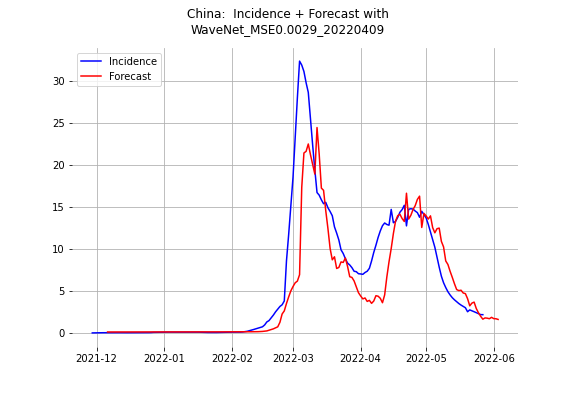 China:  Incidence + Forecast with
WaveNet_MSE0.0029_20220409
Incidence
Forecast
30
25
20
15
10
5
0
2021-12 2022-01 2022-02 2022-03 2022-04 2022-05 2022-06